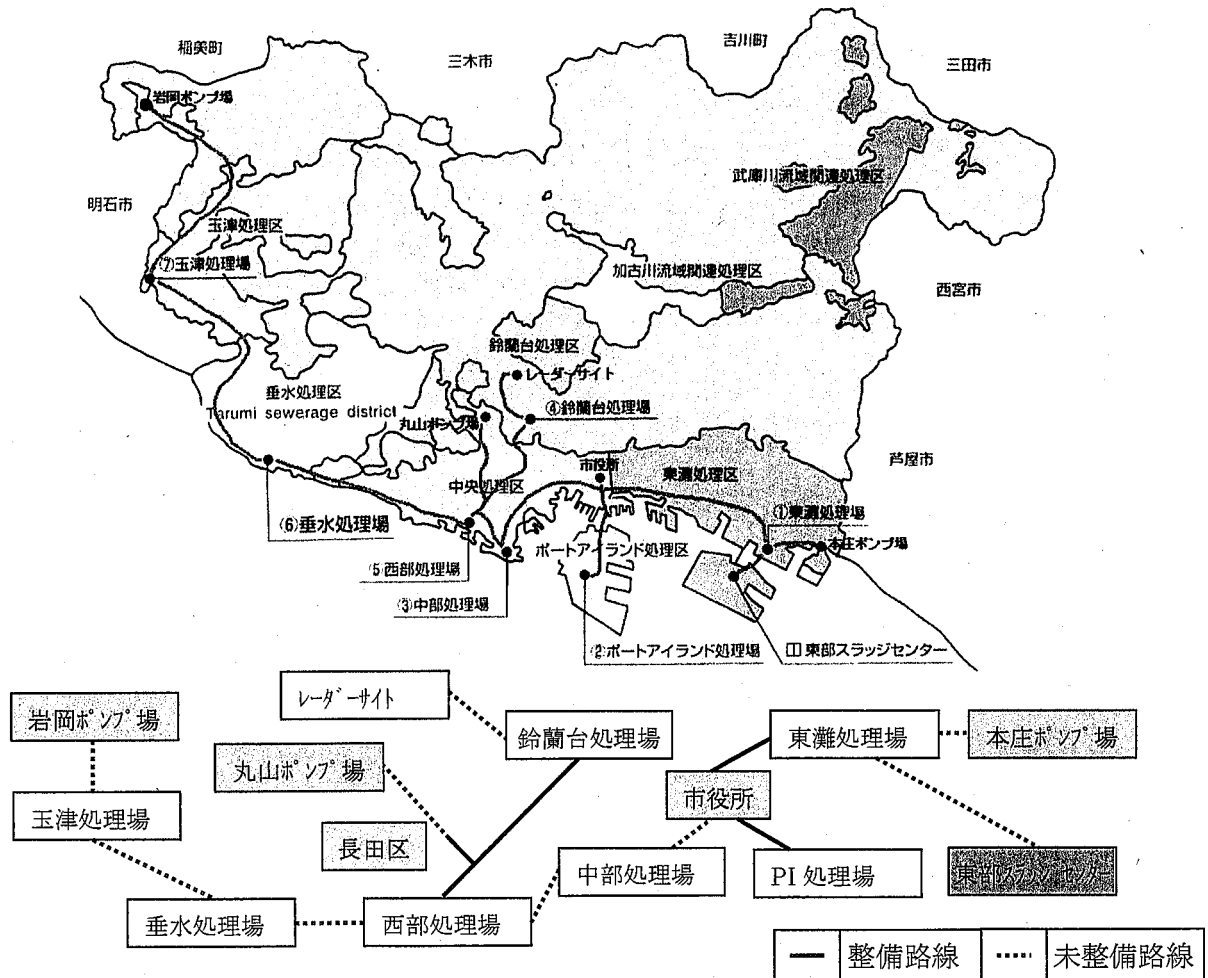 稲美町
三木市
吉川町
三田市
岩岡ポンプ場
武庫川流域関連処理区
明石市
玉津処理区
⑦玉津処理場
加古川流域関連処理区
西宮市
鈴蘭台処理区
レーダーサイト
垂水処理区
Tarumi sewerage district
④鈴蘭台処理場
丸山ポンプ場
芦屋市
市役所
東灘処理区
中央処理区
①東灘処理場
⑥垂水処理場
本庄ポンプ場
ポートアイランド処理区
⑤西部処理場
③中部処理場
②ポートアイランド処理場
1 東部スラッジセンター
レーダーサイト
岩岡ポンプ場
鈴蘭台処理場
東灘処理場
本庄ポンプ場
丸山ポンプ場
市役所
玉津処理場
長田区
中部処理場
PI 処理場
東部スラッジセンター
垂水処理場
西部処理場
整備路線
未整備路線